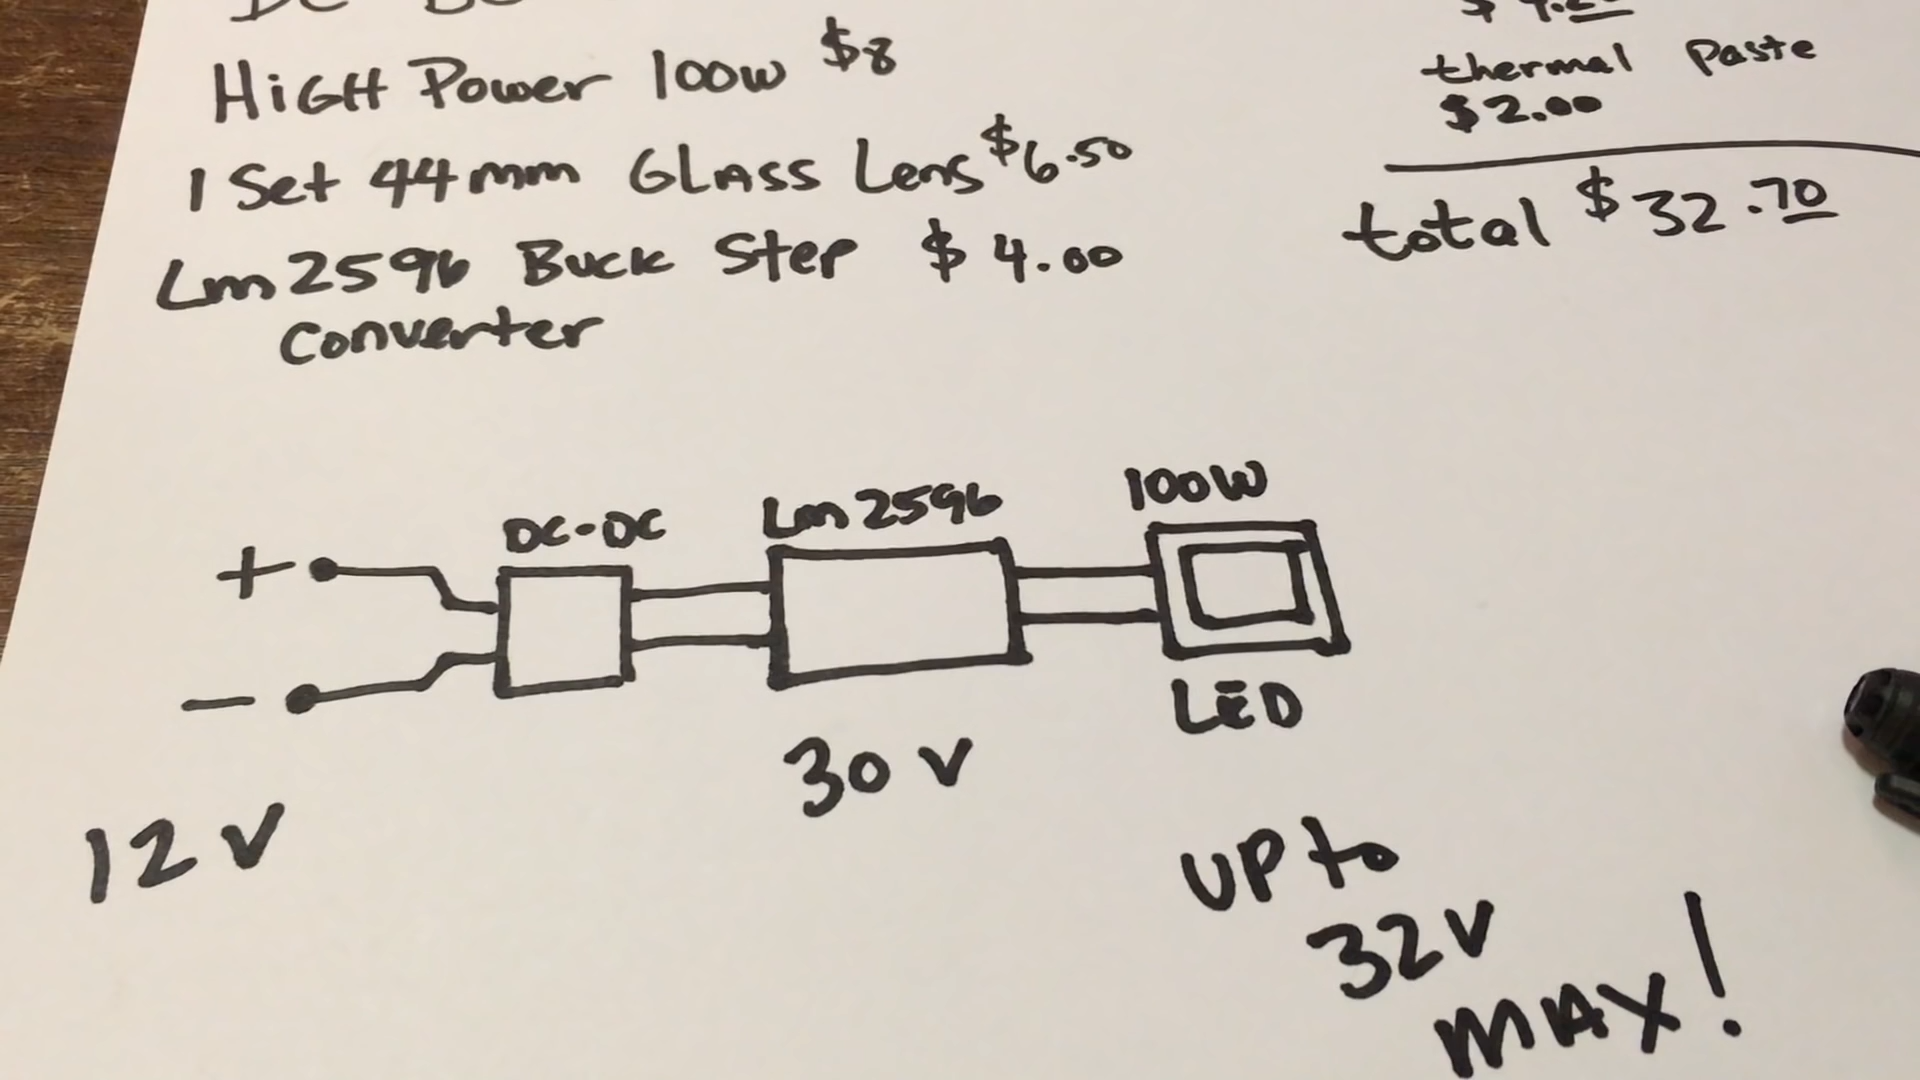 HiGH Power 100w $8
1 Set 44mm GLASS Lens $6.50
Lm2596 Buck Step $4.00
Converter
thermal Paste
$2.00
total $32.70
DC-DC
Lm2596
100W
+
-
LED
30V
12V
UP to
32V
MAX!